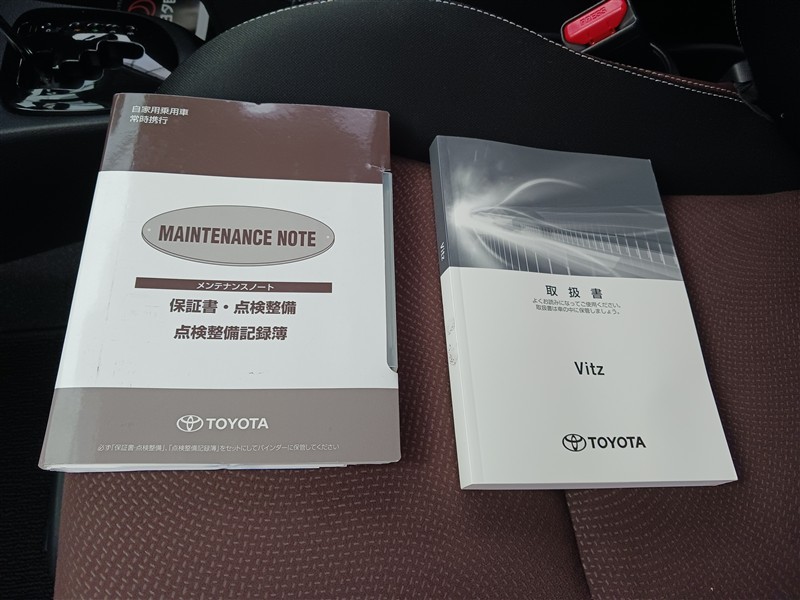 自家用乗用車
常時携行
MAINTENANCE NOTE
メンテナンスノート
保証書・点検整備
点検整備記録簿
TOYOTA
必ず「保証書・点検整備」、「点検整備記録簿」をセットにしてバインダーに保管してください
Vitz
取扱書
よくお読みになってご使用ください。
取扱書は車の中に保管しましょう。
Vitz
TOYOTA
PRESS